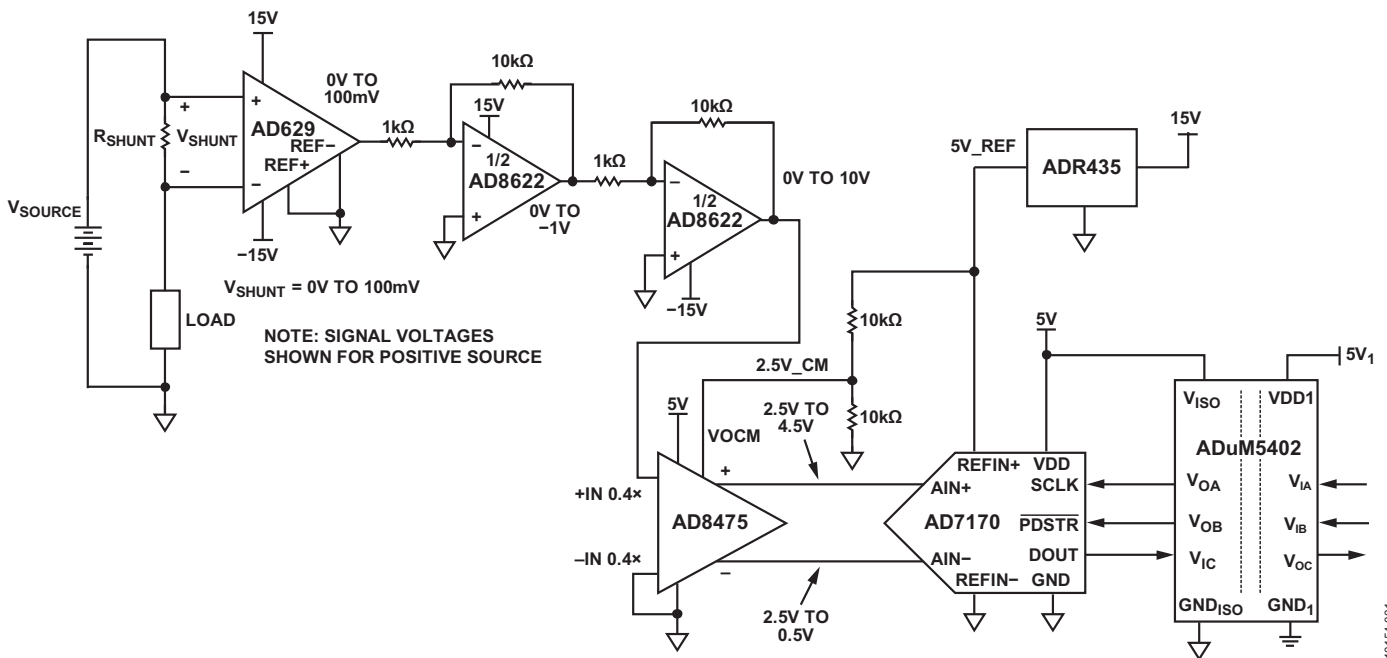 15V
0V TO
100mV
+
AD629
REF−
REF+
−
−15V
R_SHUNT
+
V_SHUNT
−
V_SOURCE
LOAD
V_SHUNT = 0V TO 100mV
NOTE: SIGNAL VOLTAGES
SHOWN FOR POSITIVE SOURCE
1kΩ
10kΩ
15V
−
1/2
AD8622
+
0V TO
−1V
1kΩ
10kΩ
−
1/2
AD8622
+
−15V
0V TO 10V
5V_REF
ADR435
15V
10kΩ
2.5V_CM
10kΩ
5V
VOCM
+
+IN 0.4×
AD8475
−IN 0.4×
−
2.5V TO
4.5V
2.5V TO
0.5V
5V
REFIN+ VDD
AIN+ SCLK
AD7170 PDSTR
AIN− DOUT
REFIN− GND
5V₁
V_ISO VDD1
ADuM5402
V_OA V_IA
V_OB V_IB
V_IC V_OC
GND_ISO GND₁